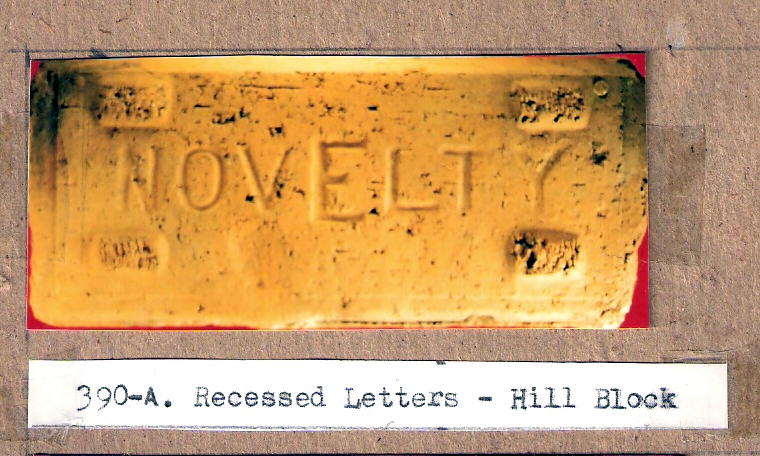 NOVELTY
390-A. Recessed Letters - Hill Block